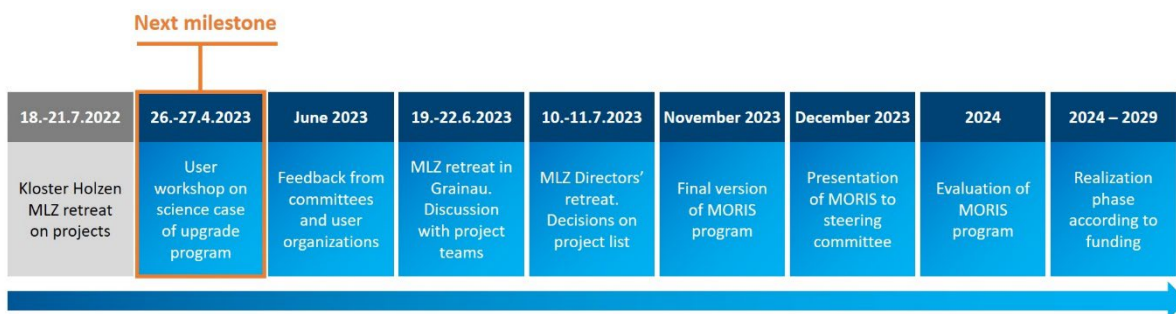 Next milestone
18.-21.7.2022
Kloster Holzen
MLZ retreat
on projects
26.-27.4.2023
User
workshop on
science case
of upgrade
program
June 2023
Feedback from
committees
and user
organizations
19.-22.6.2023
MLZ retreat in
Grainau.
Discussion
with project
teams
10.-11.7.2023
MLZ Directors’
retreat.
Decisions on
project list
November 2023
Final version
of MORIS
program
December 2023
Presentation
of MORIS to
steering
committee
2024
Evaluation of
MORIS
program
2024 – 2029
Realization
phase
according to
funding